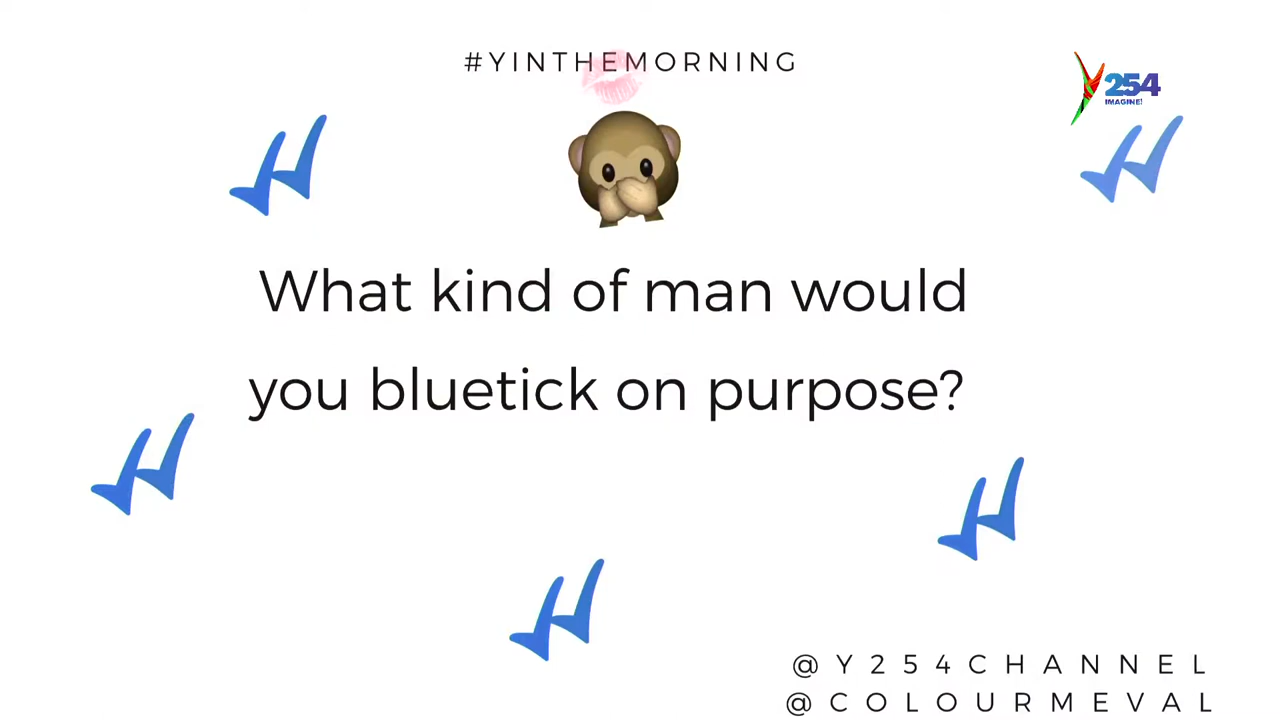 #YINTHEMORNING
Y254
IMAGINE!
What kind of man would
you bluetick on purpose?
@Y254CHANNEL
@COLOURMEVAL